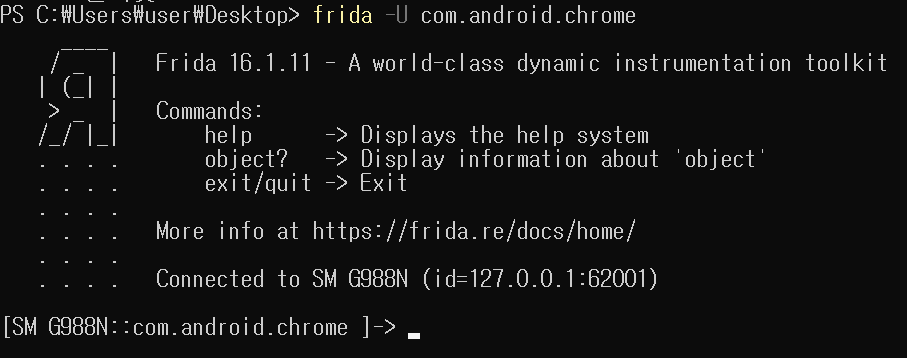 PS C:₩Users₩user₩Desktop> frida -U com.android.chrome
Frida 16.1.11 - A world-class dynamic instrumentation toolkit
Commands:
help -> Displays the help system
object? -> Display information about 'object'
exit/quit -> Exit
More info at https://frida.re/docs/home/
Connected to SM G988N (id=127.0.0.1:62001)
[SM G988N::com.android.chrome ]->